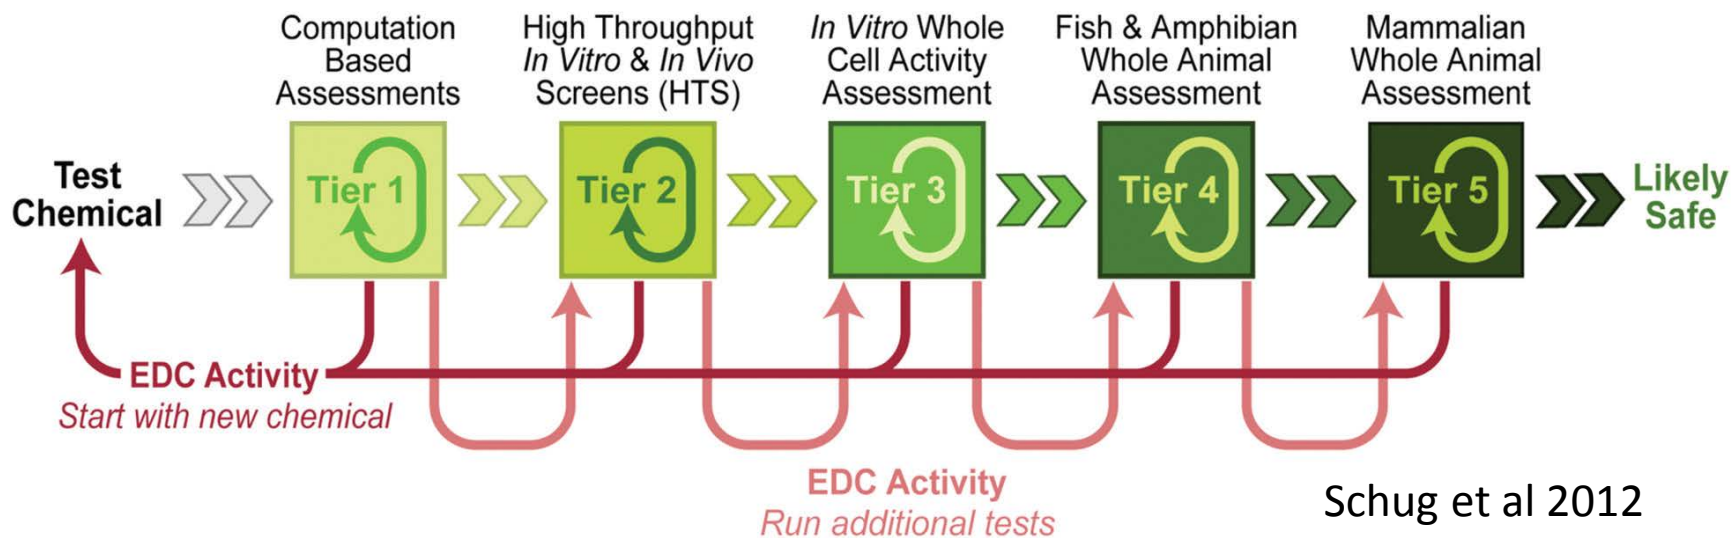 Computation
Based
Assessments
High Throughput
In Vitro & In Vivo
Screens (HTS)
In Vitro Whole
Cell Activity
Assessment
Fish & Amphibian
Whole Animal
Assessment
Mammalian
Whole Animal
Assessment
Test
Chemical
Tier 1
Tier 2
Tier 3
Tier 4
Tier 5
Likely
Safe
EDC Activity
Start with new chemical
EDC Activity
Run additional tests
Schug et al 2012